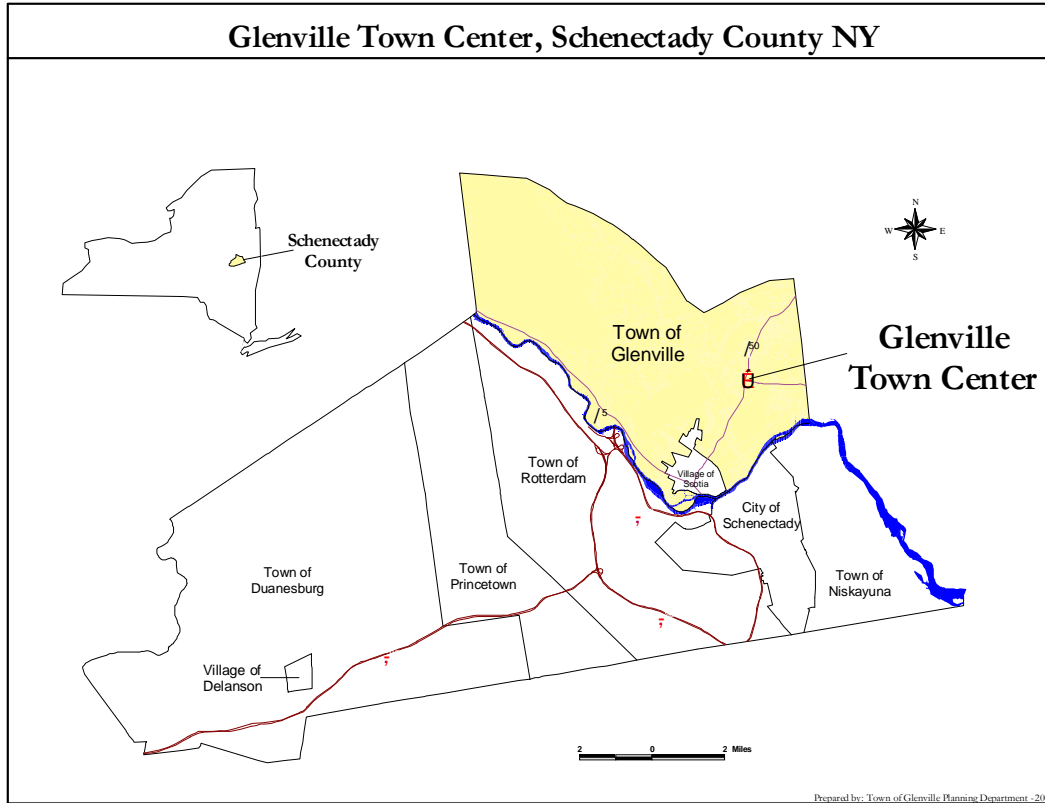 Glenville Town Center, Schenectady County NY
N
W
E
S
Schenectady
County
Town of
Glenville
50
Glenville
Town Center
5
Town of
Rotterdam
Village of
Scotia
City of
Schenectady
Town of
Duanesburg
Town of
Princetown
Town of
Niskayuna
Village of
Delanson
2 0 2 Miles
Prepared by: Town of Glenville Planning Department -20